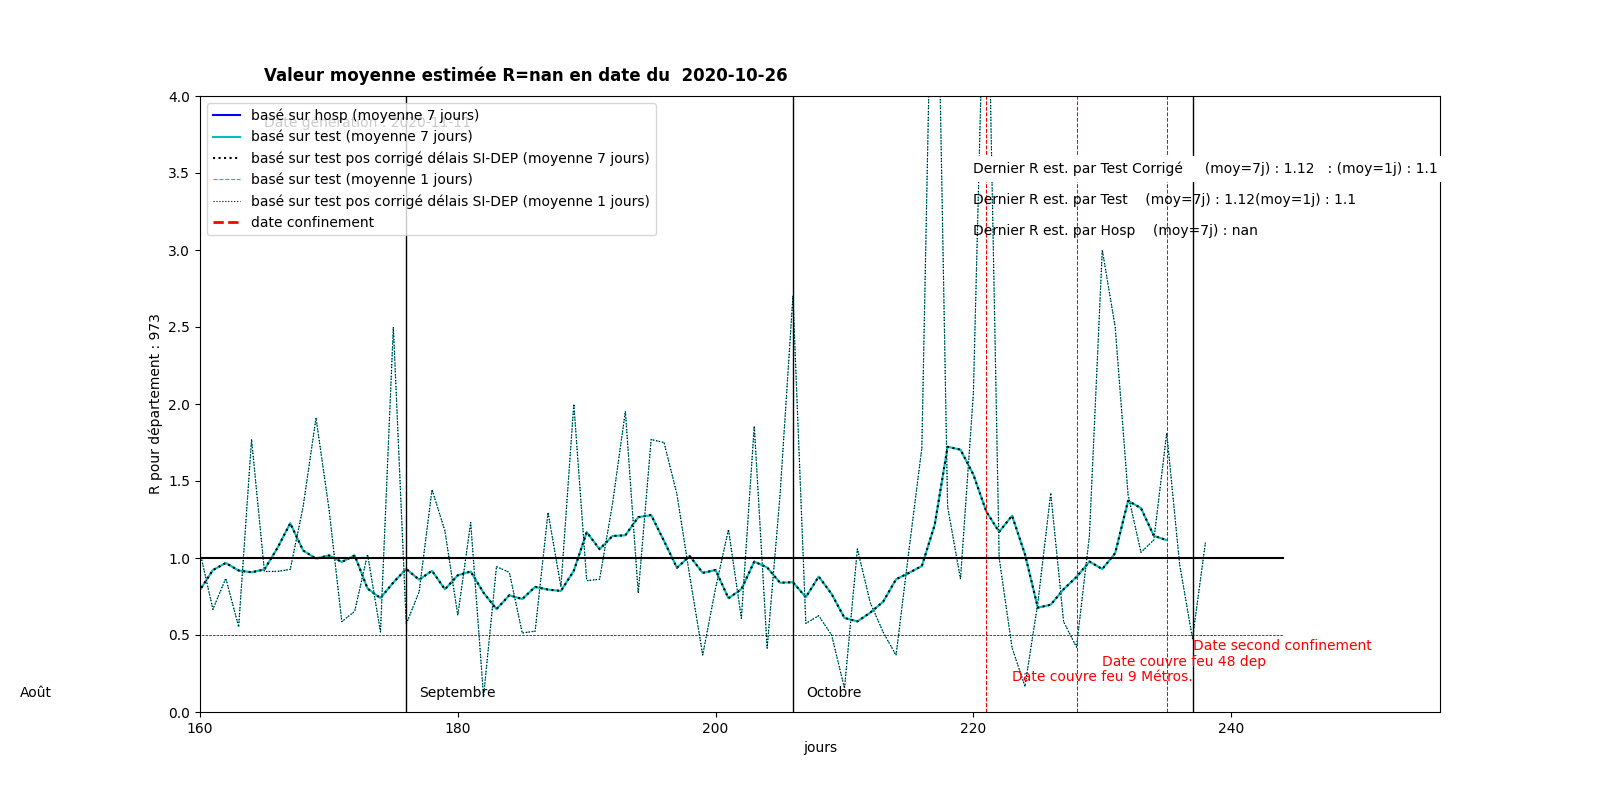 Valeur moyenne estimée R=nan en date du  2020-10-26
Date génération : 2020-11-11
basé sur hosp (moyenne 7 jours)
basé sur test (moyenne 7 jours)
basé sur test pos corrigé délais SI-DEP (moyenne 7 jours)
basé sur test (moyenne 1 jours)
basé sur test pos corrigé délais SI-DEP (moyenne 1 jours)
date confinement
Dernier R est. par Test Corrigé     (moy=7j) : 1.12   : (moy=1j) : 1.1
Dernier R est. par Test    (moy=7j) : 1.12(moy=1j) : 1.1
Dernier R est. par Hosp    (moy=7j) : nan
R pour département : 973
4.0
3.5
3.0
2.5
2.0
1.5
1.0
0.5
0.0
Date second confinement
Date couvre feu 48 dep
Date couvre feu 9 Métros.
Août
Septembre
Octobre
160
180
200
220
240
jours